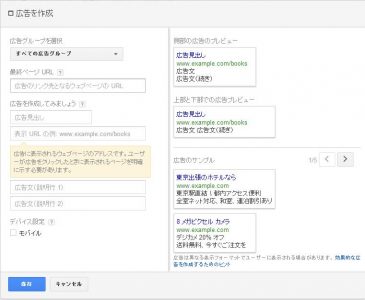 広告を作成
広告グループを選択
すべての広告グループ
最終ページ URL ?
広告のリンク先となるウェブページの URL
広告を作成してみましょう ?
広告見出し
表示 URLの例: www.example.com/books
広告に表示されるウェブページのアドレスです。ユーザーが広告をクリックしたときに表示されるページを明確に示す必要があります。
広告文(説明行 1)
広告文(説明行 2)
デバイス設定 ?
モバイル
保存
キャンセル
側部の広告のプレビュー
広告見出し
www.example.com/books
広告文
広告文(続き)
上部と下部での広告のプレビュー
広告見出し
www.example.com/books
広告文 広告文(続き)
広告のサンプル
1/5
東京出張のホテルなら
www.example.com
東京駅直結!都内アクセス便利
全室ネット対応、和室、連泊割引あり
8 メガピクセル カメラ
www.example.com
デジカメ 20% オフ
送料無料、今すぐご注文を
広告は異なる表示フォーマットでユーザーに表示される場合があります。効果的な広告を作成するためのヒント